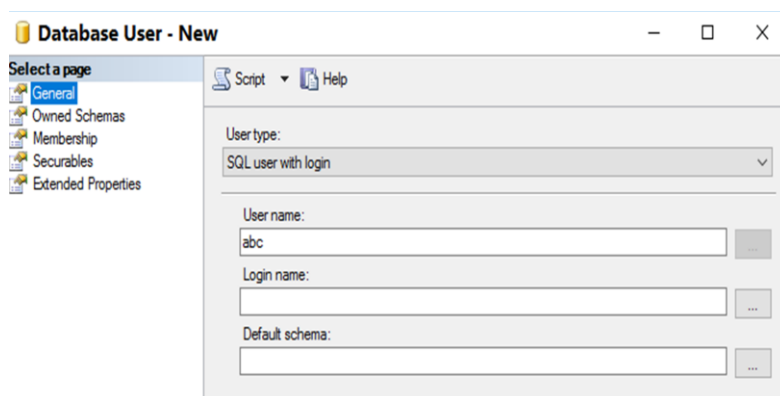 Database User - New
Select a page
General
Owned Schemas
Membership
Securables
Extended Properties
Script Help
User type:
SQL user with login
User name:
abc
...
Login name:
...
Default schema:
...